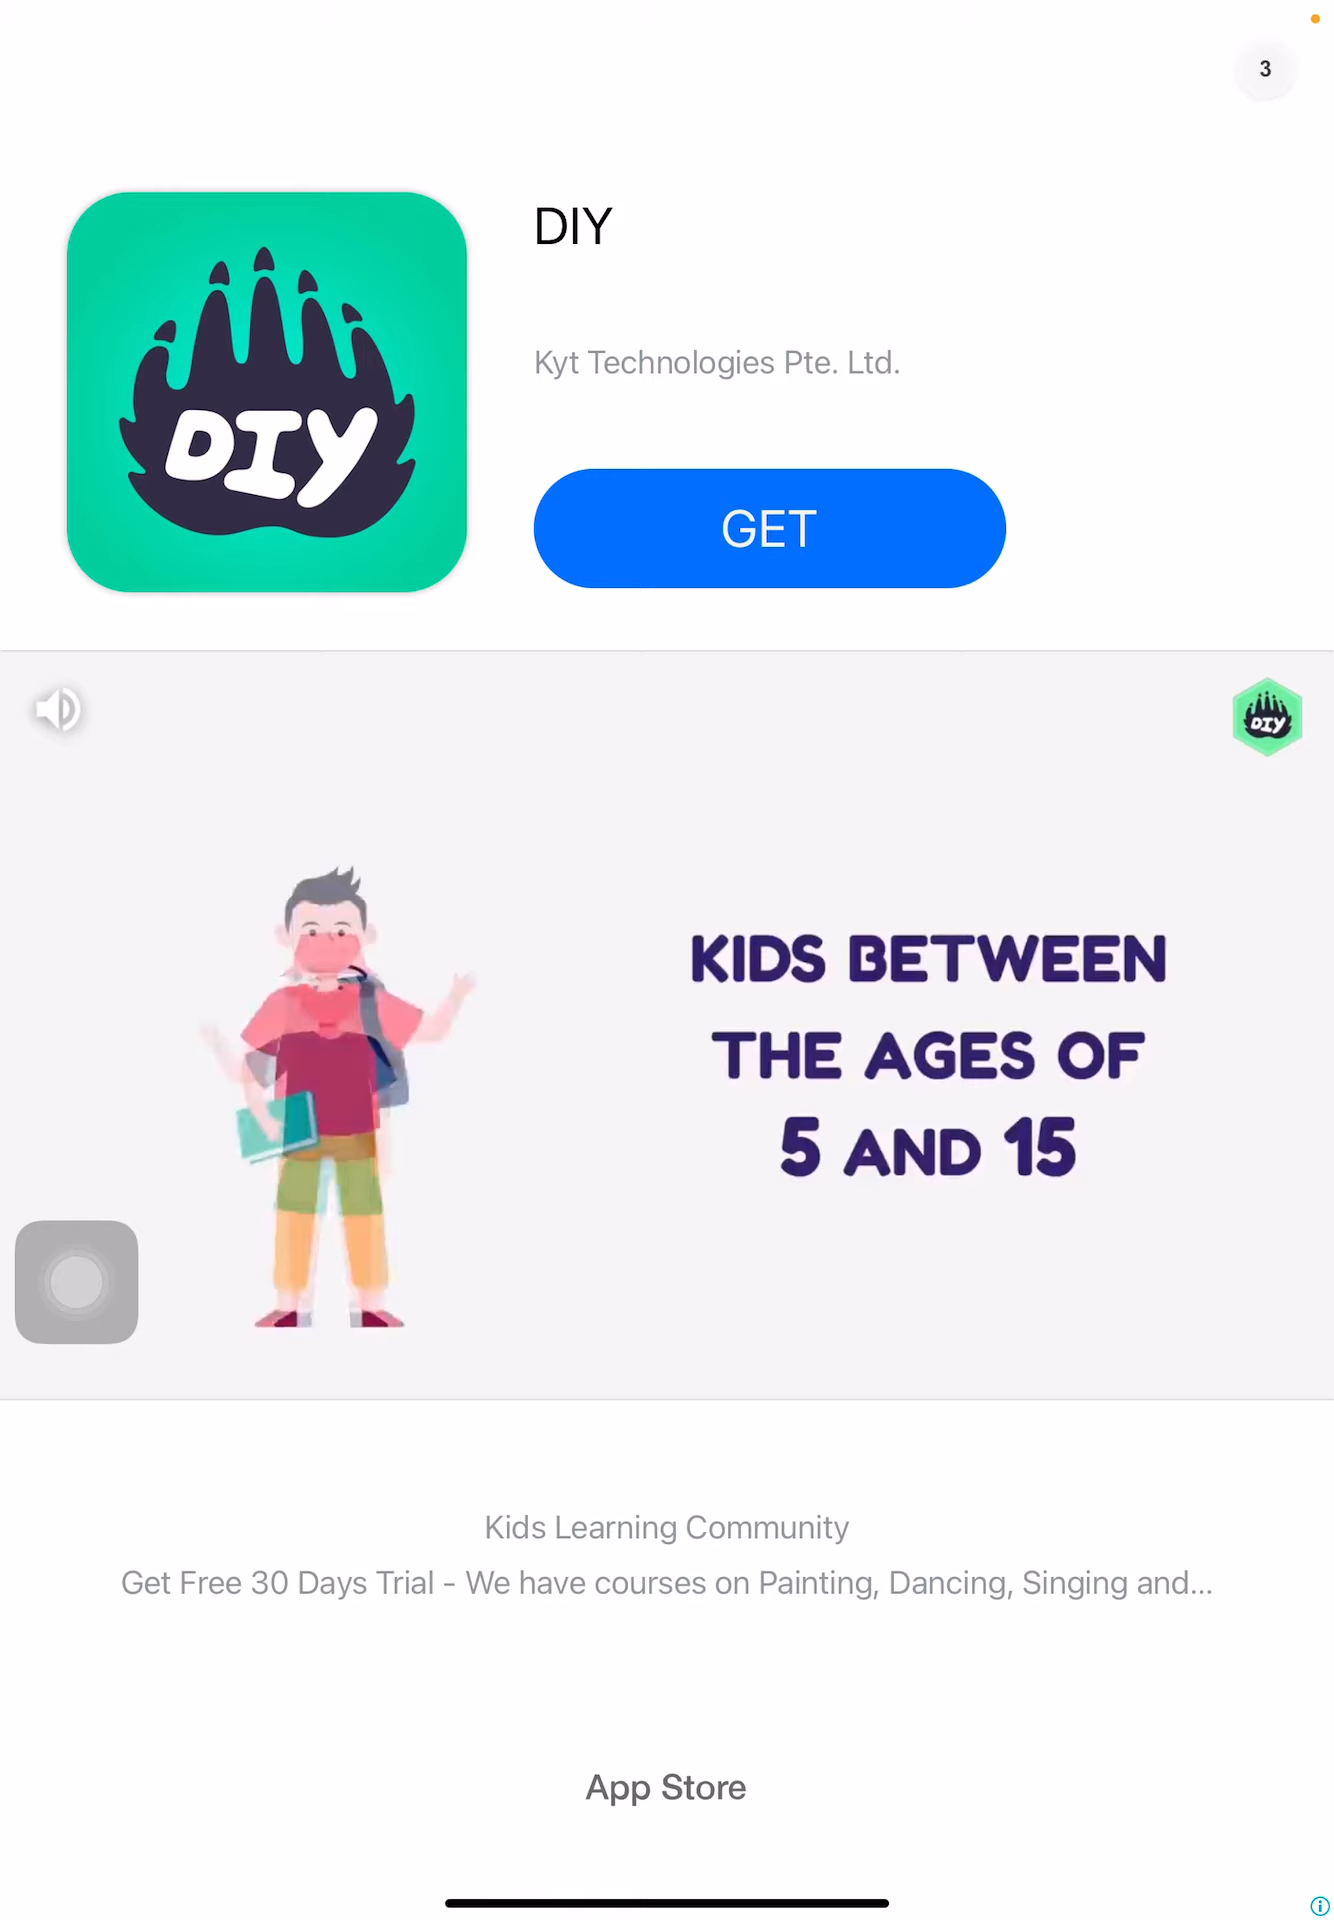 3
DIY
DIY
Kyt Technologies Pte. Ltd.
GET
DIY
KIDS BETWEEN
THE AGES OF
5 AND 15
Kids Learning Community
Get Free 30 Days Trial - We have courses on Painting, Dancing, Singing and...
App Store